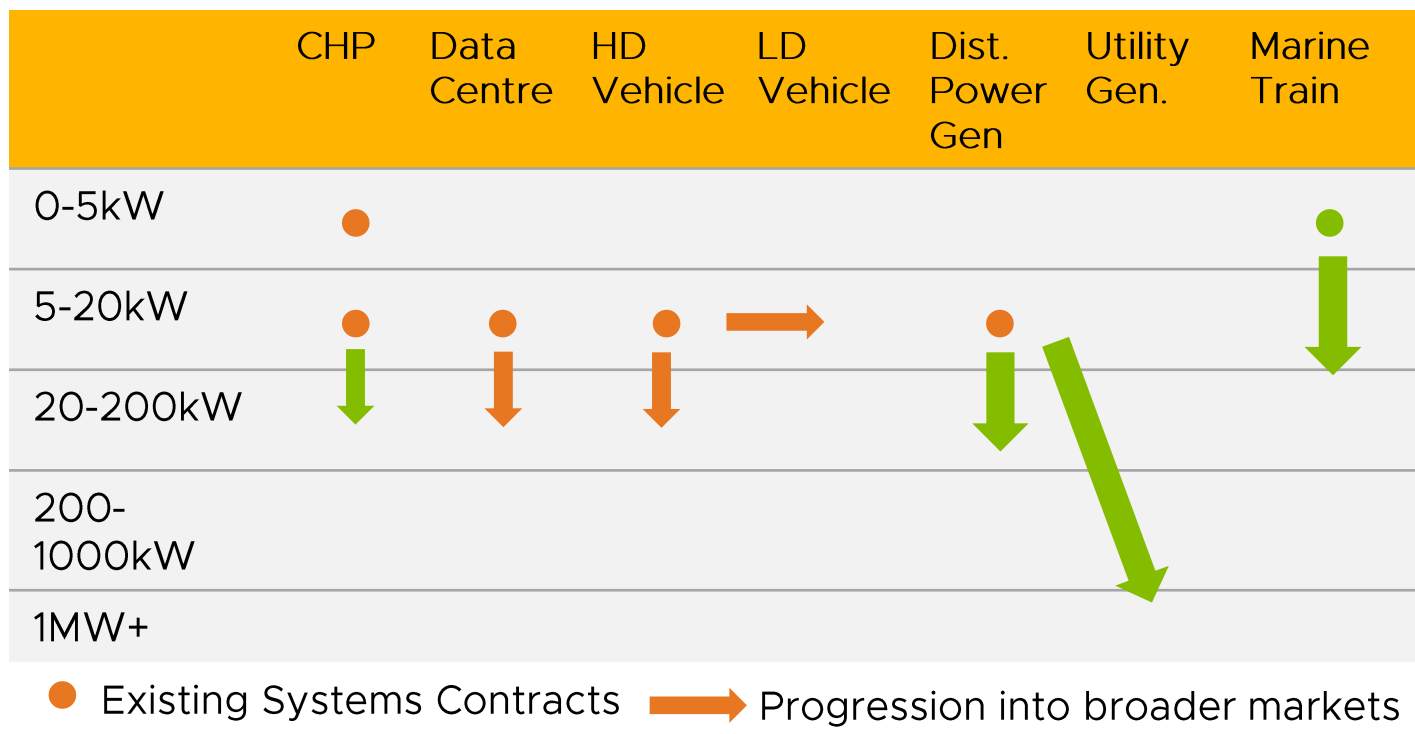 CHP
Data
Centre
HD
Vehicle
LD
Vehicle
Dist.
Power
Gen
Utility
Gen.
Marine
Train
0-5kW
5-20kW
20-200kW
200-
1000kW
1MW+
Existing Systems Contracts
Progression into broader markets